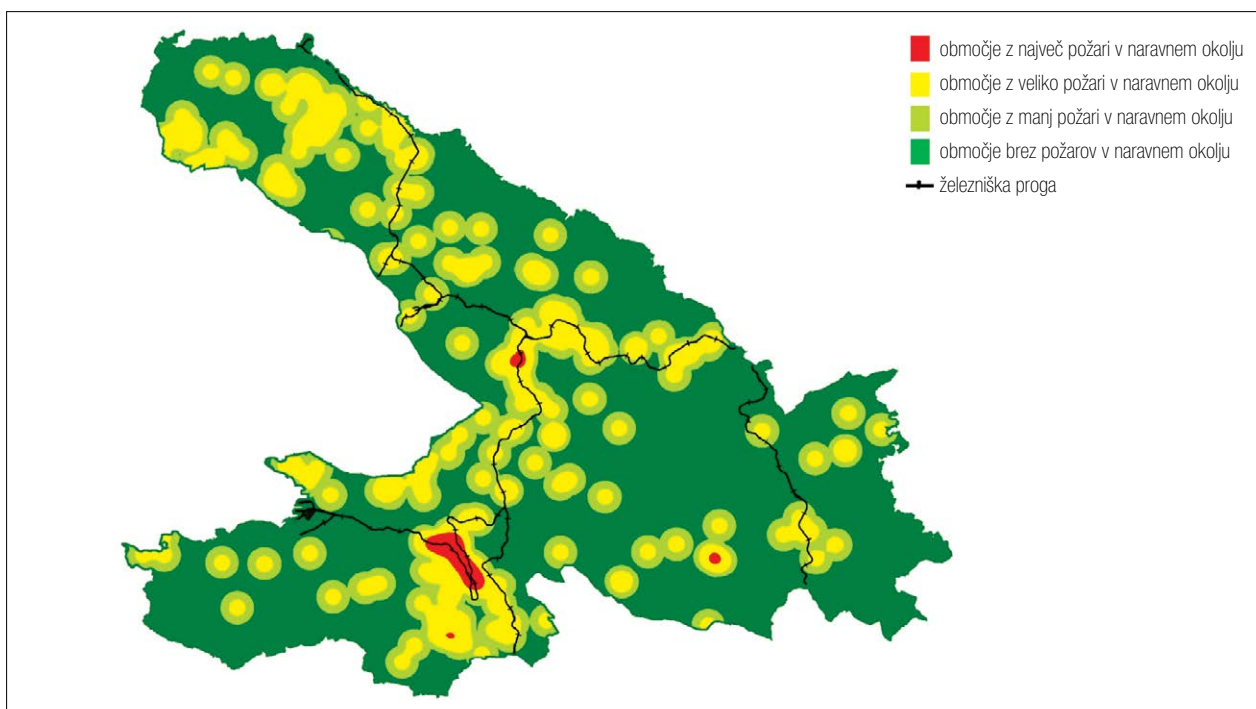 območje z največ požari v naravnem okolju
območje z veliko požari v naravnem okolju
območje z manj požari v naravnem okolju
območje brez požarov v naravnem okolju
železniška proga